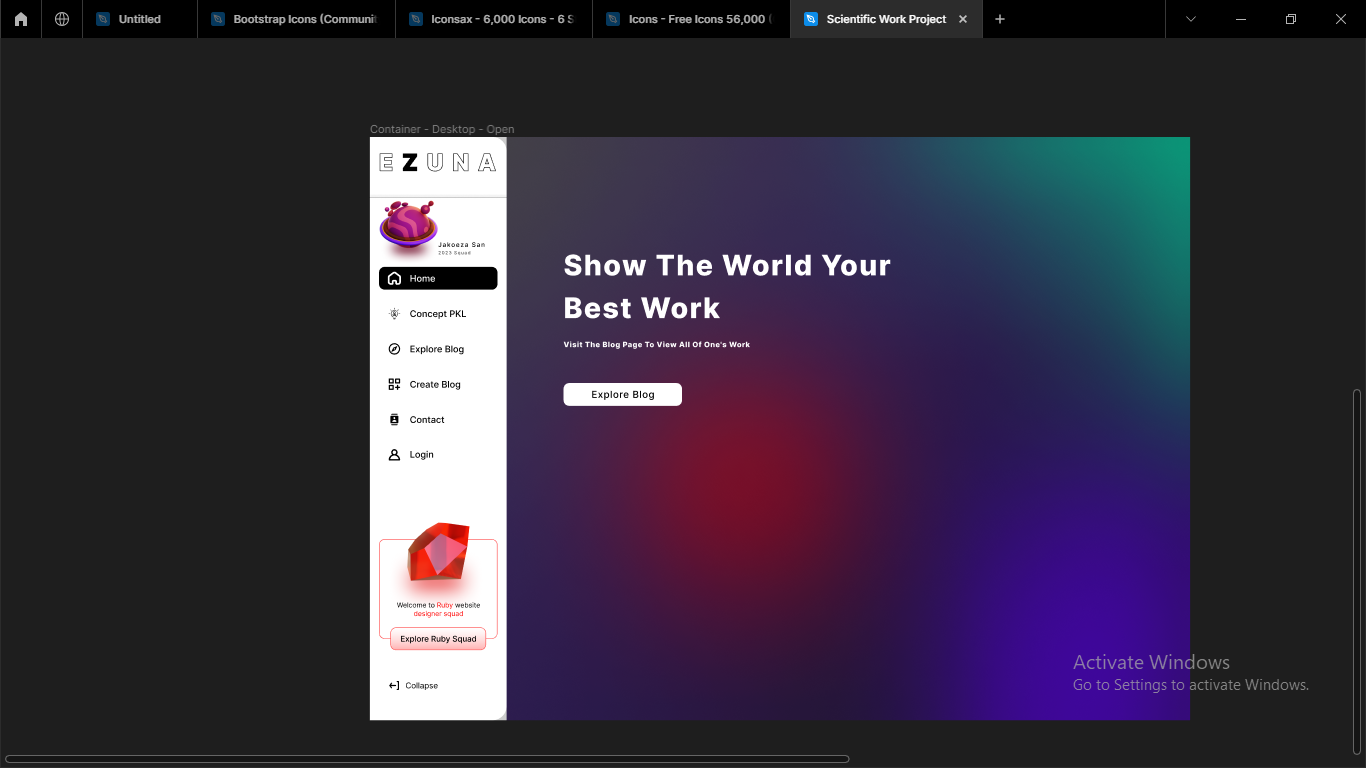 Untitled
Bootstrap Icons (Communit
Iconsax - 6,000 Icons - 6 S
Icons - Free Icons 56,000 (
Scientific Work Project
Container - Desktop - Open
EZUNA
Jakoeza San
2023 Squad
Home
Concept PKL
Explore Blog
Create Blog
Contact
Login
Welcome to Ruby website
designer squad
Explore Ruby Squad
Collapse
Show The World Your
Best Work
Visit The Blog Page To View All Of One's Work
Explore Blog
Activate Windows
Go to Settings to activate Windows.